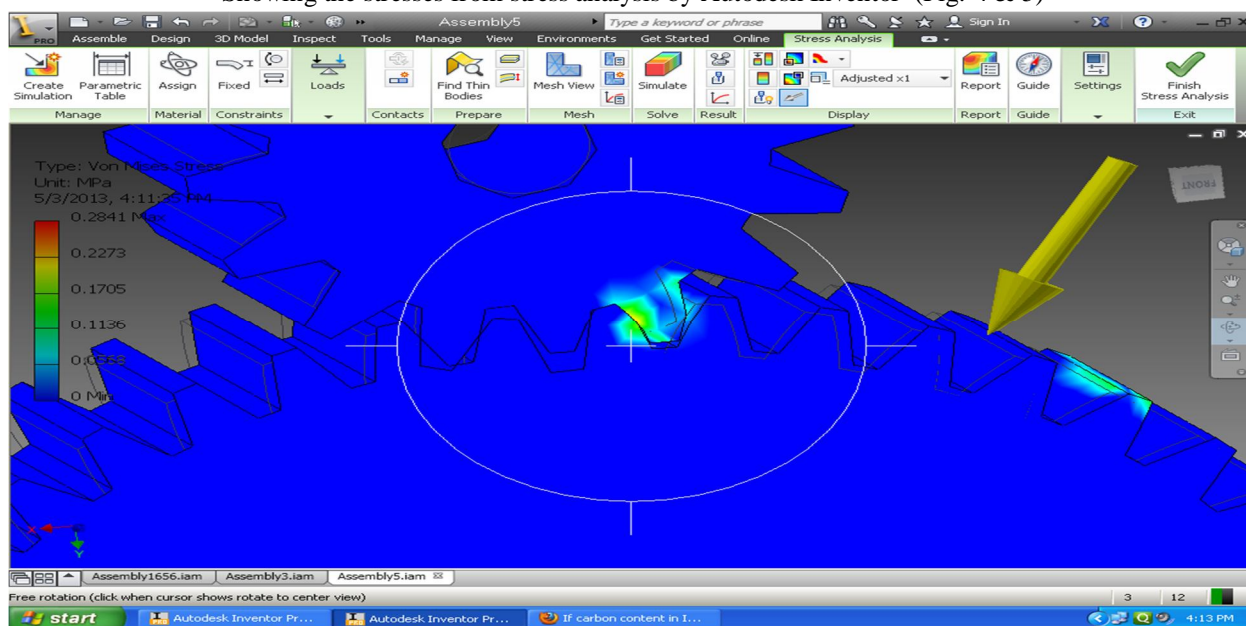 Showing the stresses from stress analysis by Autodesk Inventor (Fig. 4 & 5)
Assembly5
Type a keyword or phrase
Sign In
PRO
Assemble Design 3D Model Inspect Tools Manage View Environments Get Started Online Stress Analysis
Create Simulation
Parametric Table
Assign
Fixed
Loads
Find Thin Bodies
Mesh View
Simulate
Adjusted x1
Report
Guide
Settings
Finish Stress Analysis
Manage Material Constraints Contacts Prepare Mesh Solve Result Display Report Guide Exit
Type: Von Mises Stress
Unit: MPa
5/3/2013, 4:11:35 PM
0.2841 Max
0.2273
0.1705
0.1136
0 Min
FRONT
X
Y
Assembly1656.iam Assembly3.iam Assembly5.iam
Free rotation (click when cursor shows rotate to center view)
3 12
start
Autodesk Inventor Pr...
Autodesk Inventor Pr...
If carbon content in I...
4:13 PM